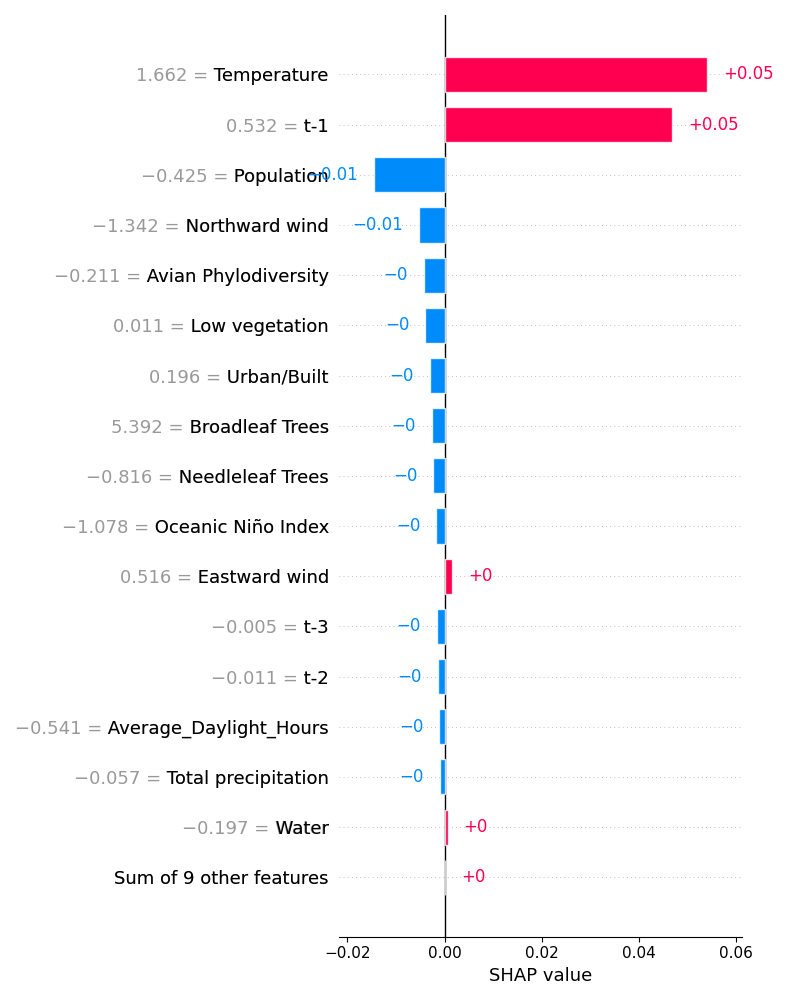 1.662 = Temperature +0.05
0.532 = t-1 +0.05
−0.425 = Population −0.01
−1.342 = Northward wind −0.01
−0.211 = Avian Phylodiversity −0
0.011 = Low vegetation −0
0.196 = Urban/Built −0
5.392 = Broadleaf Trees −0
−0.816 = Needleleaf Trees −0
−1.078 = Oceanic Niño Index −0
0.516 = Eastward wind +0
−0.005 = t-3 −0
−0.011 = t-2 −0
−0.541 = Average_Daylight_Hours −0
−0.057 = Total precipitation −0
−0.197 = Water +0
Sum of 9 other features +0
−0.02 0.00 0.02 0.04 0.06
SHAP value